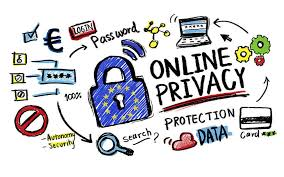 LOGIN
Password
€
****
100%
ONLINE
PRIVACY
PROTECTION
DATA
Card ***
Autonomy
Security
Search?